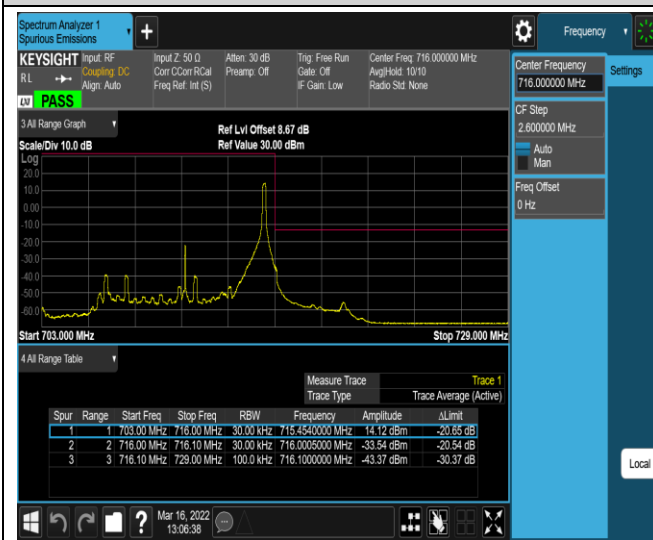 Spectrum Analyzer 1
Spurious Emissions
Frequency
KEYSIGHT Input: RF
RL Coupling: DC
Align: Auto
Input Z: 50 Ω
Corr CCorr RCal
Freq Ref: Int (S)
Atten: 30 dB
Preamp: Off
Trig: Free Run
Gate: Off
IF Gain: Low
Center Freq: 716.000000 MHz
Avg|Hold: 10/10
Radio Std: None
LXI PASS
Center Frequency
716.000000 MHz
Settings
CF Step
2.600000 MHz
Auto
Man
Freq Offset
0 Hz
3 All Range Graph
Ref Lvl Offset 8.67 dB
Scale/Div 10.0 dB Ref Value 30.00 dBm
Log
20.0
10.0
0.00
-10.0
-20.0
-30.0
-40.0
-50.0
-60.0
Start 703.000 MHz Stop 729.000 MHz
4 All Range Table
Measure Trace Trace 1
Trace Type Trace Average (Active)
Spur Range Start Freq Stop Freq RBW Frequency Amplitude ΔLimit
1 1 703.00 MHz 716.00 MHz 30.00 kHz 715.4540000 MHz 14.12 dBm -20.65 dB
2 2 716.00 MHz 716.10 MHz 30.00 kHz 716.0005000 MHz -33.54 dBm -20.54 dB
3 3 716.10 MHz 729.00 MHz 100.0 kHz 716.1000000 MHz -43.37 dBm -30.37 dB
Local
Mar 16, 2022
13:06:38